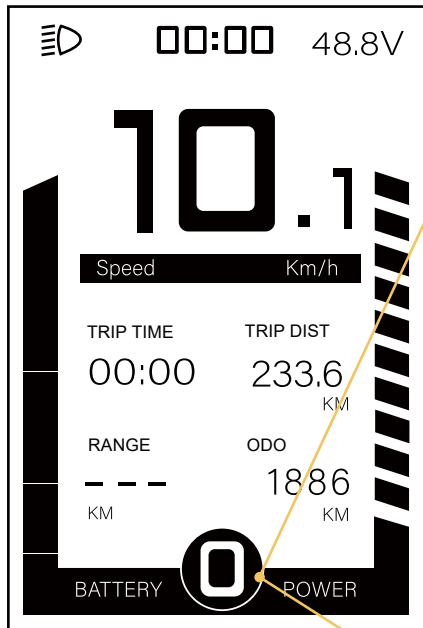 00:00 48.8V
10.1
Speed Km/h
TRIP TIME TRIP DIST
00:00 233.6
KM
RANGE ODO
--- 1886
KM KM
BATTERY 0 POWER